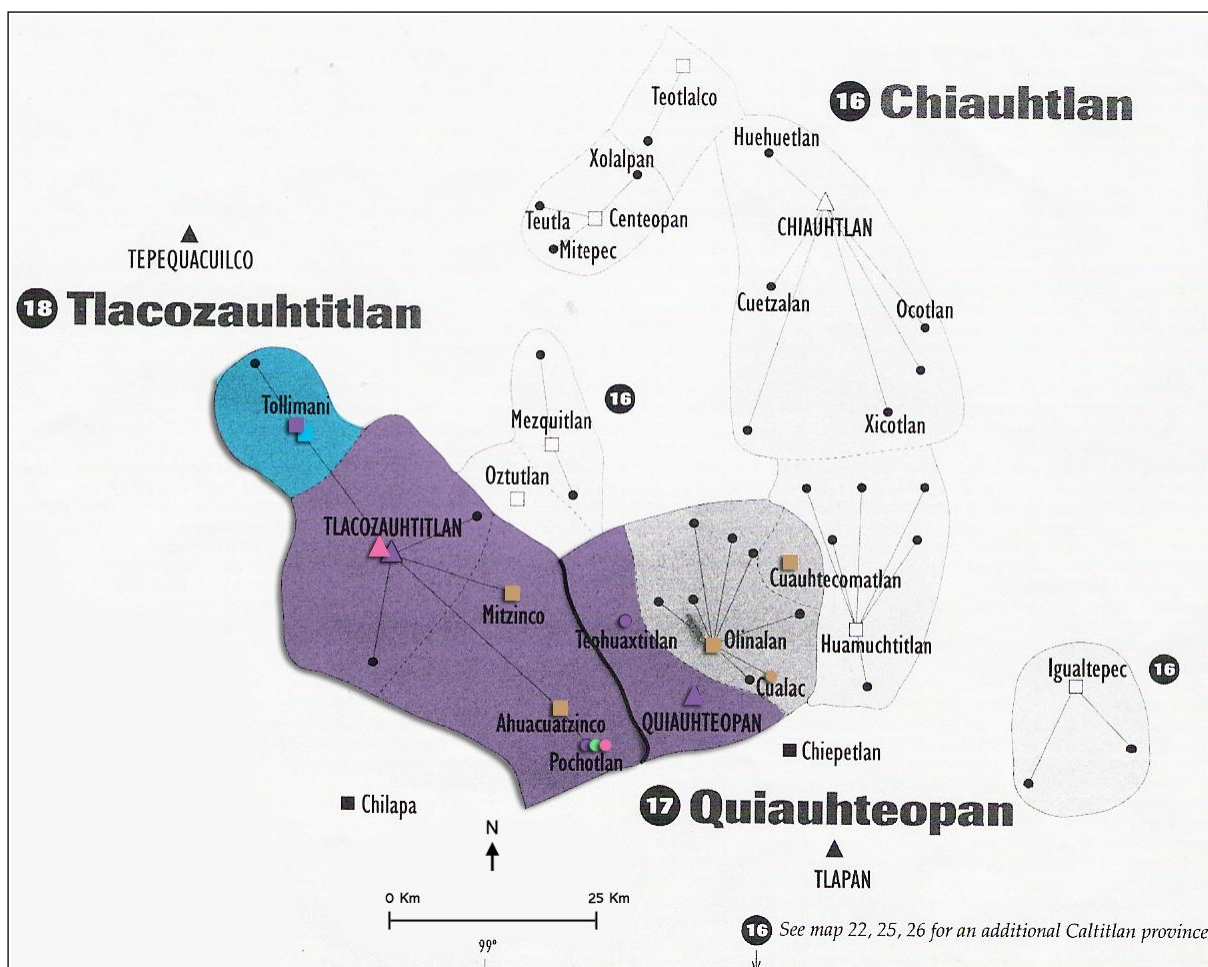 Teotlalco
16 Chiauhtlan
Huehuetlan
Xolalpan
Teutla
Centeopan
Mitepec
CHIAUHTLAN
TEPEQUACUILCO
Cuetzalan
Ocotlan
18 Tlacozauhtitlan
Tollimani
16
Mezquitlan
Xicotlan
Oztutlan
TLACOZAUHTITLAN
Cuauhtecomatlan
Mitzinco
Teohuaxtitlan
Olinalan
Huamuchtitlan
Igualtepec
16
Cualac
Ahuacuatzinco
QUIAUHTEOPAN
Pochotlan
Chiepetlan
Chilapa
17 Quiauhteopan
N
TLAPAN
0 Km
25 Km
16 See map 22, 25, 26 for an additional Caltitlan province
99°